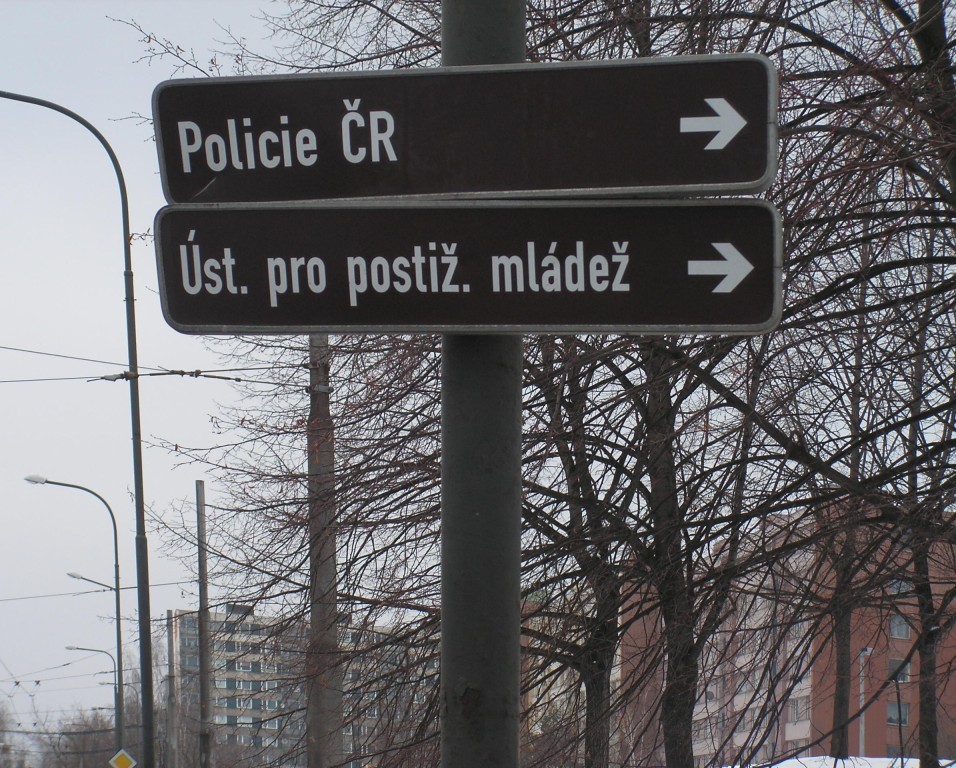 Policie ČR
Úst. pro postiž. mládež